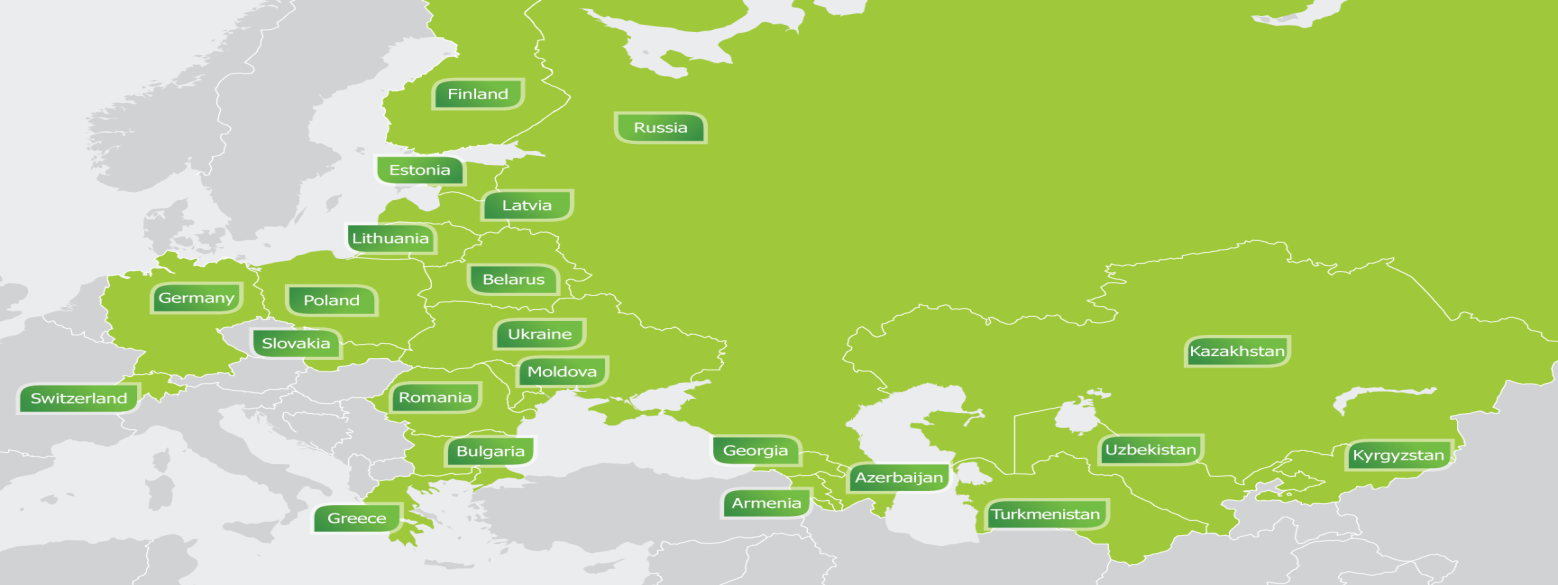 Finland
Russia
Estonia
Latvia
Lithuania
Belarus
Germany
Poland
Ukraine
Slovakia
Kazakhstan
Moldova
Switzerland
Romania
Georgia
Uzbekistan
Bulgaria
Kyrgyzstan
Azerbaijan
Armenia
Turkmenistan
Greece